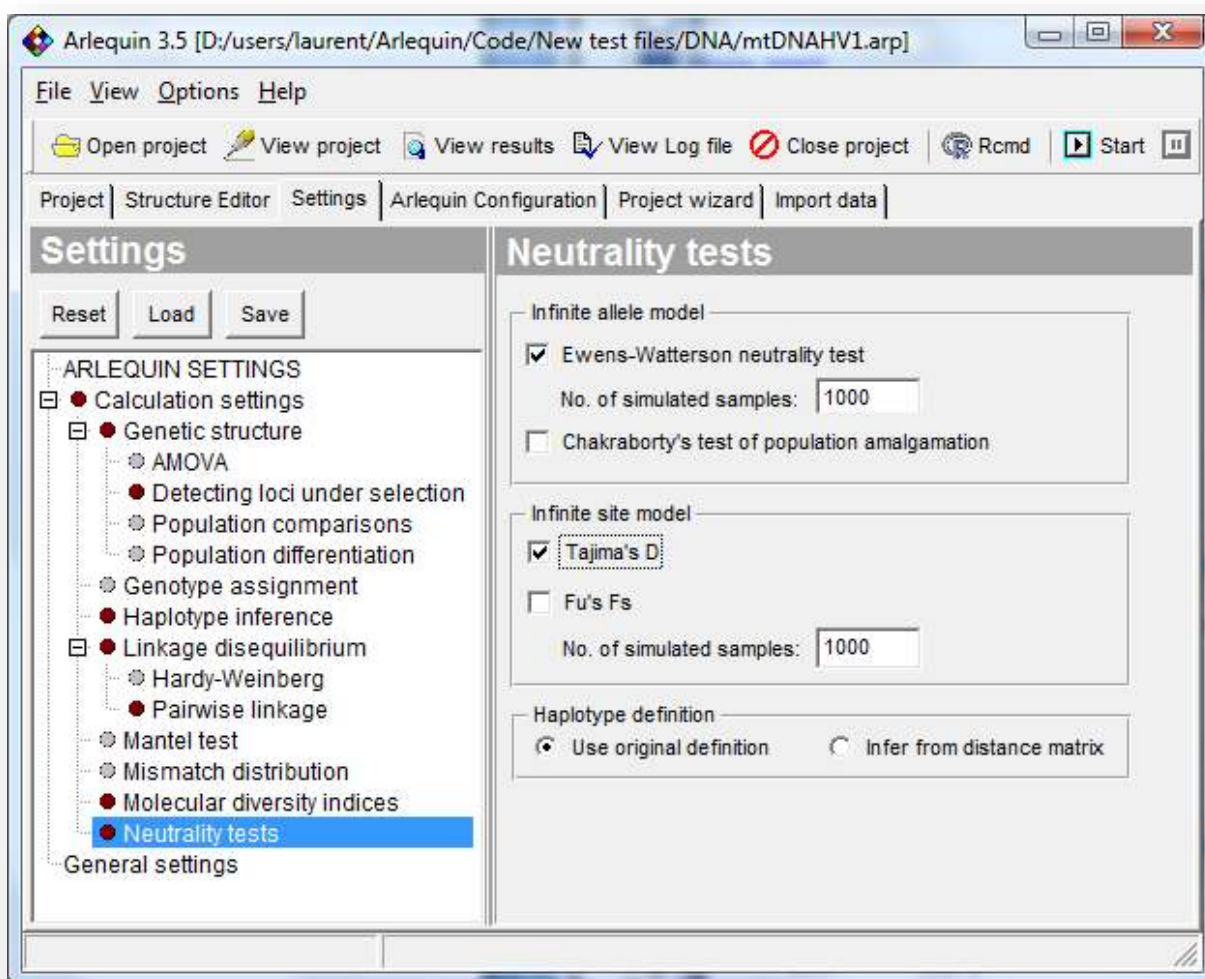 Arlequin 3.5 [D:/users/laurent/Arlequin/Code/New test files/DNA/mtDNAHV1.arp]
File View Options Help
Open project View project View results View Log file Close project Rcmd Start
Project Structure Editor Settings Arlequin Configuration Project wizard Import data
Settings
Reset Load Save
ARLEQUIN SETTINGS
Calculation settings
Genetic structure
AMOVA
Detecting loci under selection
Population comparisons
Population differentiation
Genotype assignment
Haplotype inference
Linkage disequilibrium
Hardy-Weinberg
Pairwise linkage
Mantel test
Mismatch distribution
Molecular diversity indices
Neutrality tests
General settings
Neutrality tests
Infinite allele model
Ewens-Watterson neutrality test
No. of simulated samples: 1000
Chakraborty's test of population amalgamation
Infinite site model
Tajima's D
Fu's Fs
No. of simulated samples: 1000
Haplotype definition
Use original definition Infer from distance matrix